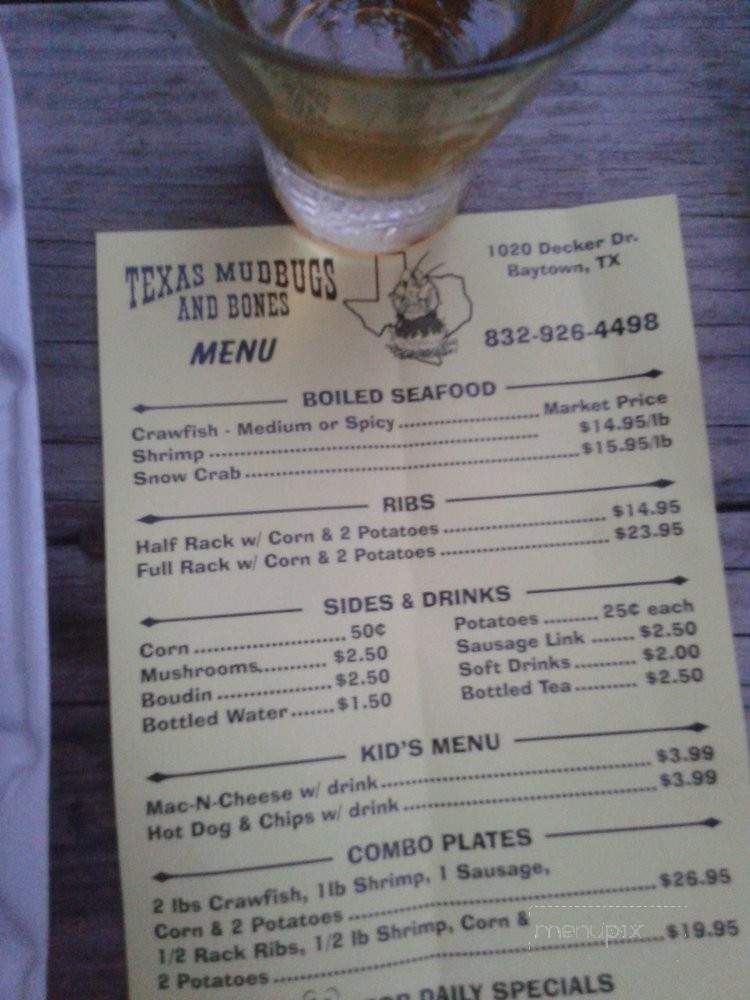 TEXAS MUDBUGS
AND BONES
MENU
1020 Decker Dr.
Baytown, TX
832-926-4498
BOILED SEAFOOD
Crawfish - Medium or Spicy Market Price
Shrimp $14.95/lb
Snow Crab $15.95/lb
RIBS
Half Rack w/ Corn & 2 Potatoes $14.95
Full Rack w/ Corn & 2 Potatoes $23.95
SIDES & DRINKS
Corn 50¢
Mushrooms $2.50
Boudin $2.50
Bottled Water $1.50
Potatoes 25¢ each
Sausage Link $2.50
Soft Drinks $2.00
Bottled Tea $2.50
KID'S MENU
Mac-N-Cheese w/ drink $3.99
Hot Dog & Chips w/ drink $3.99
COMBO PLATES
2 lbs Crawfish, 1lb Shrimp, 1 Sausage,
Corn & 2 Potatoes $26.95
1/2 Rack Ribs, 1/2 lb Shrimp, Corn &
2 Potatoes $19.95
menupix
DAILY SPECIALS